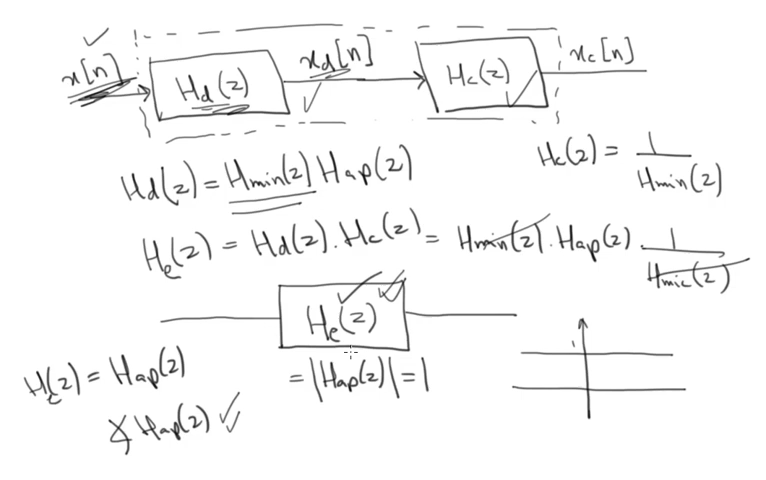 x[n] Hd(z) xd[n] Hc(z) xc[n]
Hd(z) = Hmin(z) Hap(z)
Hc(z) = 1 / Hmin(z)
He(z) = Hd(z) . Hc(z) = Hmin(z) . Hap(z) . 1 / Hmic(z)
He(z)
He(z) = Hap(z)
= |Hap(z)| = 1
1
∡ Hap(z)